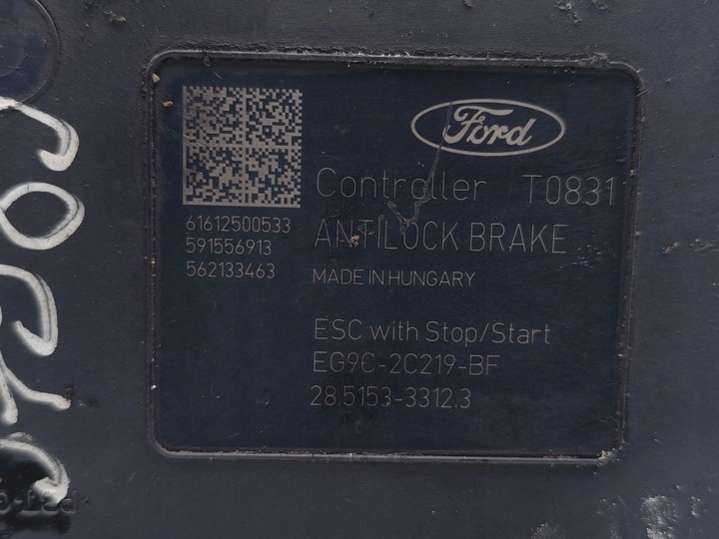 Ford
Controller T0831
61612500533
ANTILOCK BRAKE
591556913
562133463
MADE IN HUNGARY
ESC with Stop/Start
EG9C-2C219-BF
28.5153-3312.3